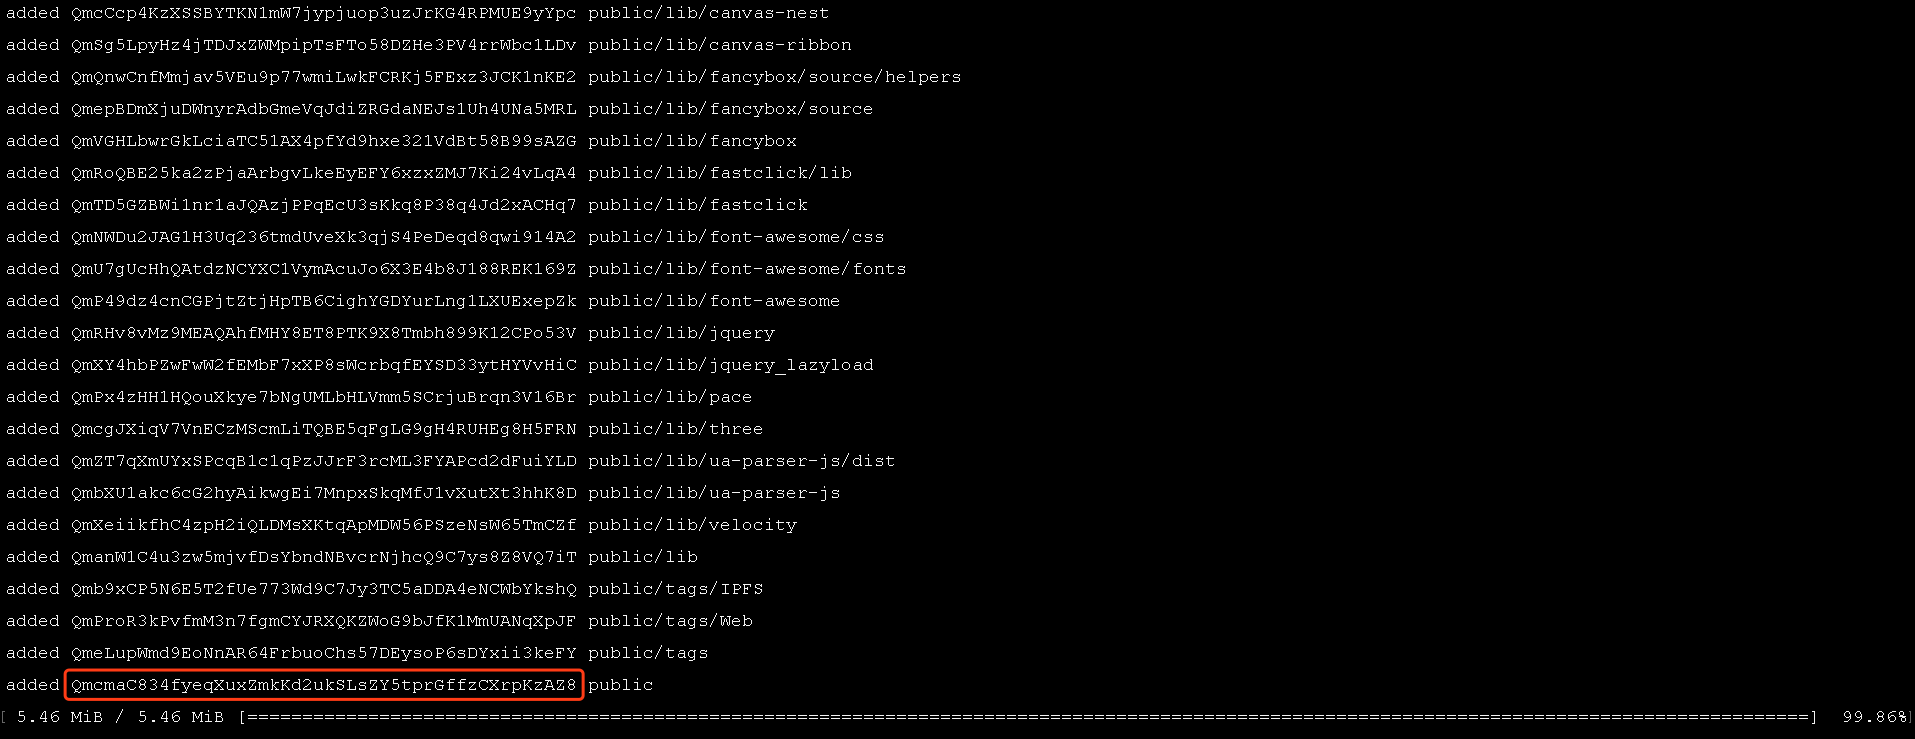 added QmcCcp4KzXSSBYTKN1mW7jypjuop3uzJrKG4RPMUE9yYpc public/lib/canvas-nest
added QmSg5LpyHz4jTDJxZWMpipTsFTo58DZHe3PV4rrWbc1LDv public/lib/canvas-ribbon
added QmQnwCnfMmjav5VEu9p77wmiLwkFCRKj5FExz3JCK1nKE2 public/lib/fancybox/source/helpers
added QmepBDmXjuDWnyrAdbGmeVqJdiZRGdaNEJs1Uh4UNa5MRL public/lib/fancybox/source
added QmVGHLbwrGkLciaTC51AX4pfYd9hxe321VdBt58B99sAZG public/lib/fancybox
added QmRoQBE25ka2zPjaArbgvLkeEyEFY6xzxZMJ7Ki24vLqA4 public/lib/fastclick/lib
added QmTD5GZBWi1nr1aJQAzjPPqEcU3sKkq8P38q4Jd2xACHq7 public/lib/fastclick
added QmNWDu2JAG1H3Uq236tmdUveXk3qjS4PeDeqd8qwi914A2 public/lib/font-awesome/css
added QmU7gUcHhQAtdzNCYXC1VymAcuJo6X3E4b8J188REK169Z public/lib/font-awesome/fonts
added QmP49dz4cnCGPjtZtjHpTB6CighYGDYurLng1LXUExepZk public/lib/font-awesome
added QmRHv8vMz9MEAQAhfMHY8ET8PTK9X8Tmbh899K12CPo53V public/lib/jquery
added QmXY4hbPZwFwW2fEMbF7xXP8sWcrbqfEYSD33ytHYVvHiC public/lib/jquery_lazyload
added QmPx4zHH1HQouXkye7bNgUMLbHLVmm5SCrjuBrqn3V16Br public/lib/pace
added QmcgJXiqV7VnECzMScmLiTQBE5qFgLG9gH4RUHEg8H5FRN public/lib/three
added QmZT7qXmUYxSPcqB1c1qPzJJrF3rcML3FYAPcd2dFuiYLD public/lib/ua-parser-js/dist
added QmbXU1akc6cG2hyAikwgEi7MnpxSkqMfJ1vXutXt3hhK8D public/lib/ua-parser-js
added QmXeiikfhC4zpH2iQLDMsXKtqApMDW56PSzeNsW65TmCZf public/lib/velocity
added QmanW1C4u3zw5mjvfDsYbndNBvcrNjhcQ9C7ys8Z8VQ7iT public/lib
added Qmb9xCP5N6E5T2fUe773Wd9C7Jy3TC5aDDA4eNCWbYkshQ public/tags/IPFS
added QmProR3kPvfmM3n7fgmCYJRXQKZWoG9bJfK1MmUANqXpJF public/tags/Web
added QmeLupWmd9EoNnAR64FrbuoChs57DEysoP6sDYxii3keFY public/tags
added QmcmaC834fyeqXuxZmkKd2ukSLsZY5tprGffzCXrpKzAZ8 public
[ 5.46 MiB / 5.46 MiB [==============================================================================================================================================] 99.86%]